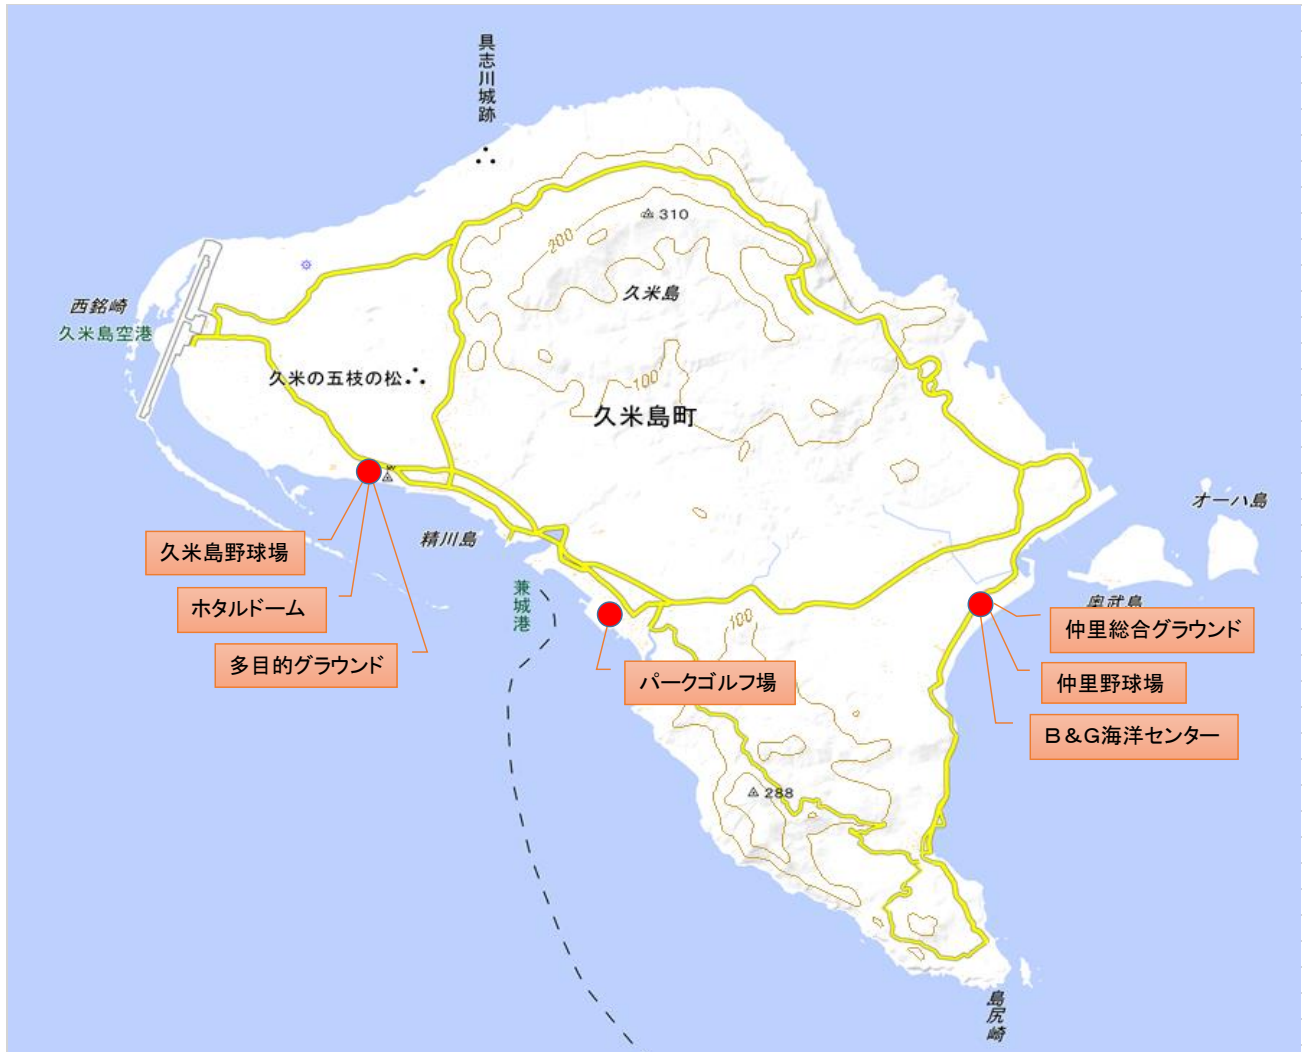 具志川城跡
310
200
久米島
西銘崎
久米島空港
久米の五枝の松
100
久米島町
オーハ島
精川島
久米島野球場
兼城港
ホタルドーム
奥武島
100
仲里総合グラウンド
多目的グラウンド
パークゴルフ場
仲里野球場
B&G海洋センター
288
島尻崎